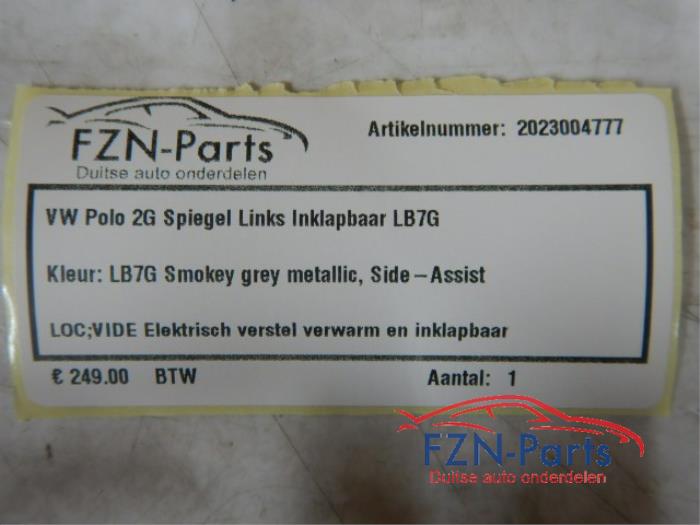 FZN-Parts
Duitse auto onderdelen
Artikelnummer: 2023004777
VW Polo 2G Spiegel Links Inklapbaar LB7G
Kleur: LB7G Smokey grey metallic, Side-Assist
LOC;VIDE Elektrisch verstel verwarm en inklapbaar
€ 249.00 BTW
Aantal: 1
FZN-Parts
Duitse auto onderdelen